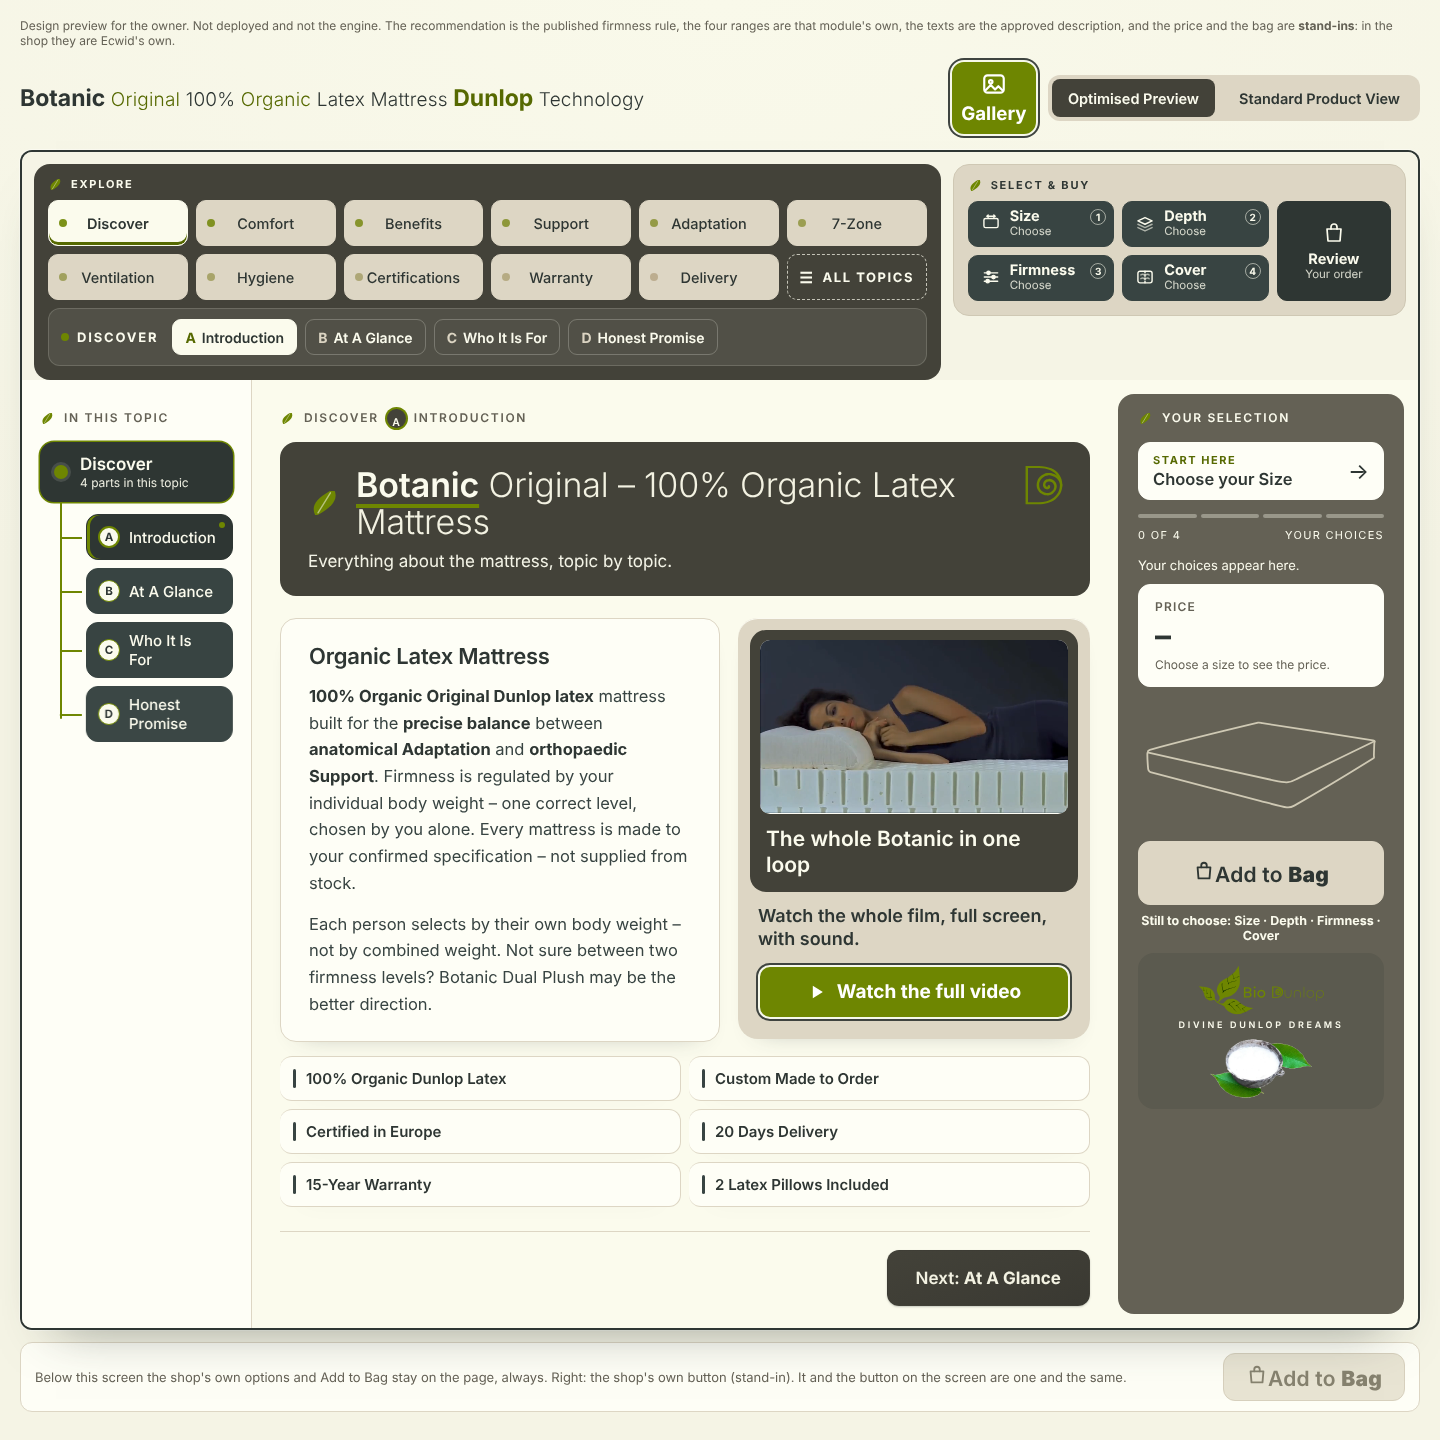 Design preview for the owner. Not deployed and not the engine. The recommendation is the published firmness rule, the four ranges are that module's own, the texts are the approved description, and the price and the bag are stand-ins: in the
shop they are Ecwid's own.
Botanic Original 100% Organic Latex Mattress Dunlop Technology
Gallery
Optimised Preview
Standard Product View
EXPLORE
Discover
Comfort
Benefits
Support
Adaptation
7-Zone
Ventilation
Hygiene
Certifications
Warranty
Delivery
ALL TOPICS
DISCOVER
A Introduction
B At A Glance
C Who It Is For
D Honest Promise
SELECT & BUY
Size
Choose
1
Depth
Choose
2
Firmness
Choose
3
Cover
Choose
4
Review
Your order
IN THIS TOPIC
Discover
4 parts in this topic
A Introduction
B At A Glance
C Who It Is
For
D Honest
Promise
DISCOVER A INTRODUCTION
Botanic Original – 100% Organic Latex
Mattress
Everything about the mattress, topic by topic.
Organic Latex Mattress
100% Organic Original Dunlop latex mattress
built for the precise balance between
anatomical Adaptation and orthopaedic
Support. Firmness is regulated by your
individual body weight – one correct level,
chosen by you alone. Every mattress is made to
your confirmed specification – not supplied from
stock.
Each person selects by their own body weight –
not by combined weight. Not sure between two
firmness levels? Botanic Dual Plush may be the
better direction.
The whole Botanic in one
loop
Watch the whole film, full screen,
with sound.
Watch the full video
100% Organic Dunlop Latex
Custom Made to Order
Certified in Europe
20 Days Delivery
15-Year Warranty
2 Latex Pillows Included
Next: At A Glance
YOUR SELECTION
START HERE
Choose your Size
0 OF 4
YOUR CHOICES
Your choices appear here.
PRICE
–
Choose a size to see the price.
Add to Bag
Still to choose: Size · Depth · Firmness ·
Cover
Bio Dunlop
DIVINE DUNLOP DREAMS
Below this screen the shop's own options and Add to Bag stay on the page, always. Right: the shop's own button (stand-in). It and the button on the screen are one and the same.
Add to Bag